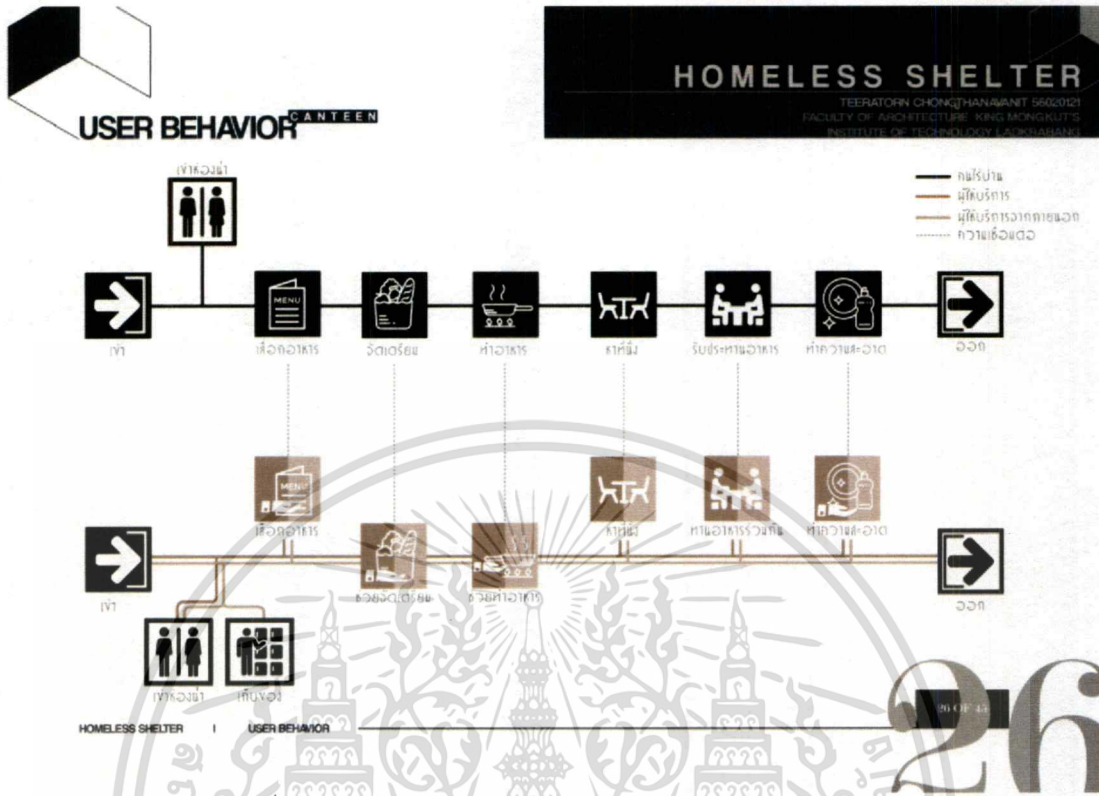 USER BEHAVIOR CANTEEN
HOMELESS SHELTER
TEERATORN CHONGTHANAVANIT 56020121
FACULTY OF ARCHITECTURE KING MONGKUT'S
INSTITUTE OF TECHNOLOGY LADKRABANG
คนไร้บ้าน
ผู้ให้บริการ
ผู้ให้บริการจากภายนอก
ความเชื่อมต่อ
เข้าห้องน้ำ
MENU
เข้า เลือกอาหาร จัดเตรียม ทำอาหาร หาที่นั่ง รับประทานอาหาร ทำความสะอาด ออก
MENU
เลือกอาหาร หาที่นั่ง ทานอาหารร่วมกัน ทำความสะอาด
เข้า ช่วยจัดเตรียม ช่วยทำอาหาร ออก
เข้าห้องน้ำ เก็บของ
HOMELESS SHELTER | USER BEHAVIOR
26 OF 45
26